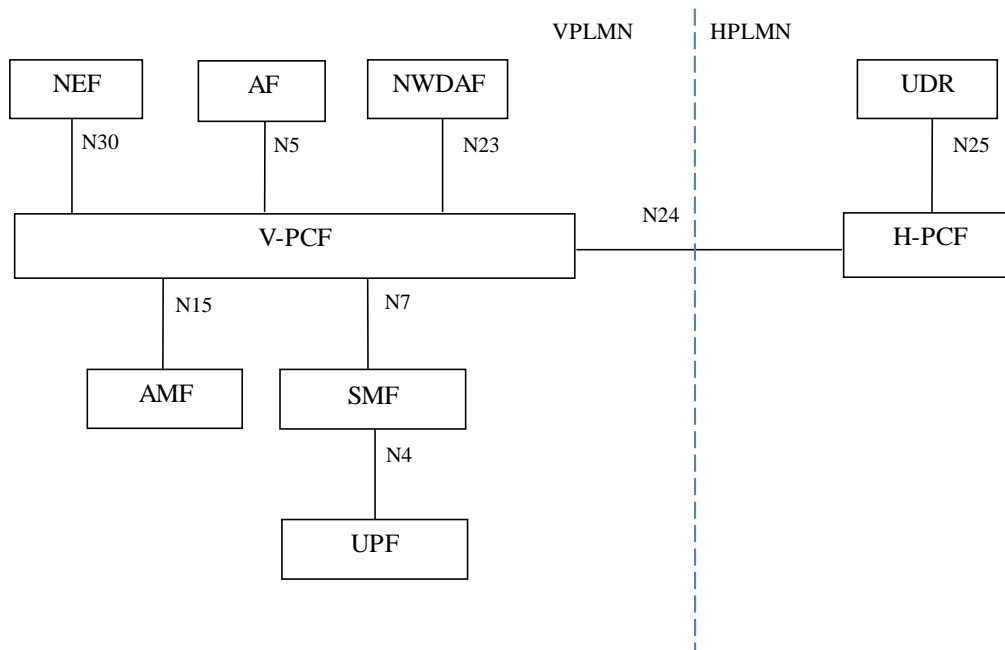 VPLMN
HPLMN
NEF
AF
NWDAF
UDR
N30
N5
N23
N25
V-PCF
N24
H-PCF
N15
N7
AMF
SMF
N4
UPF